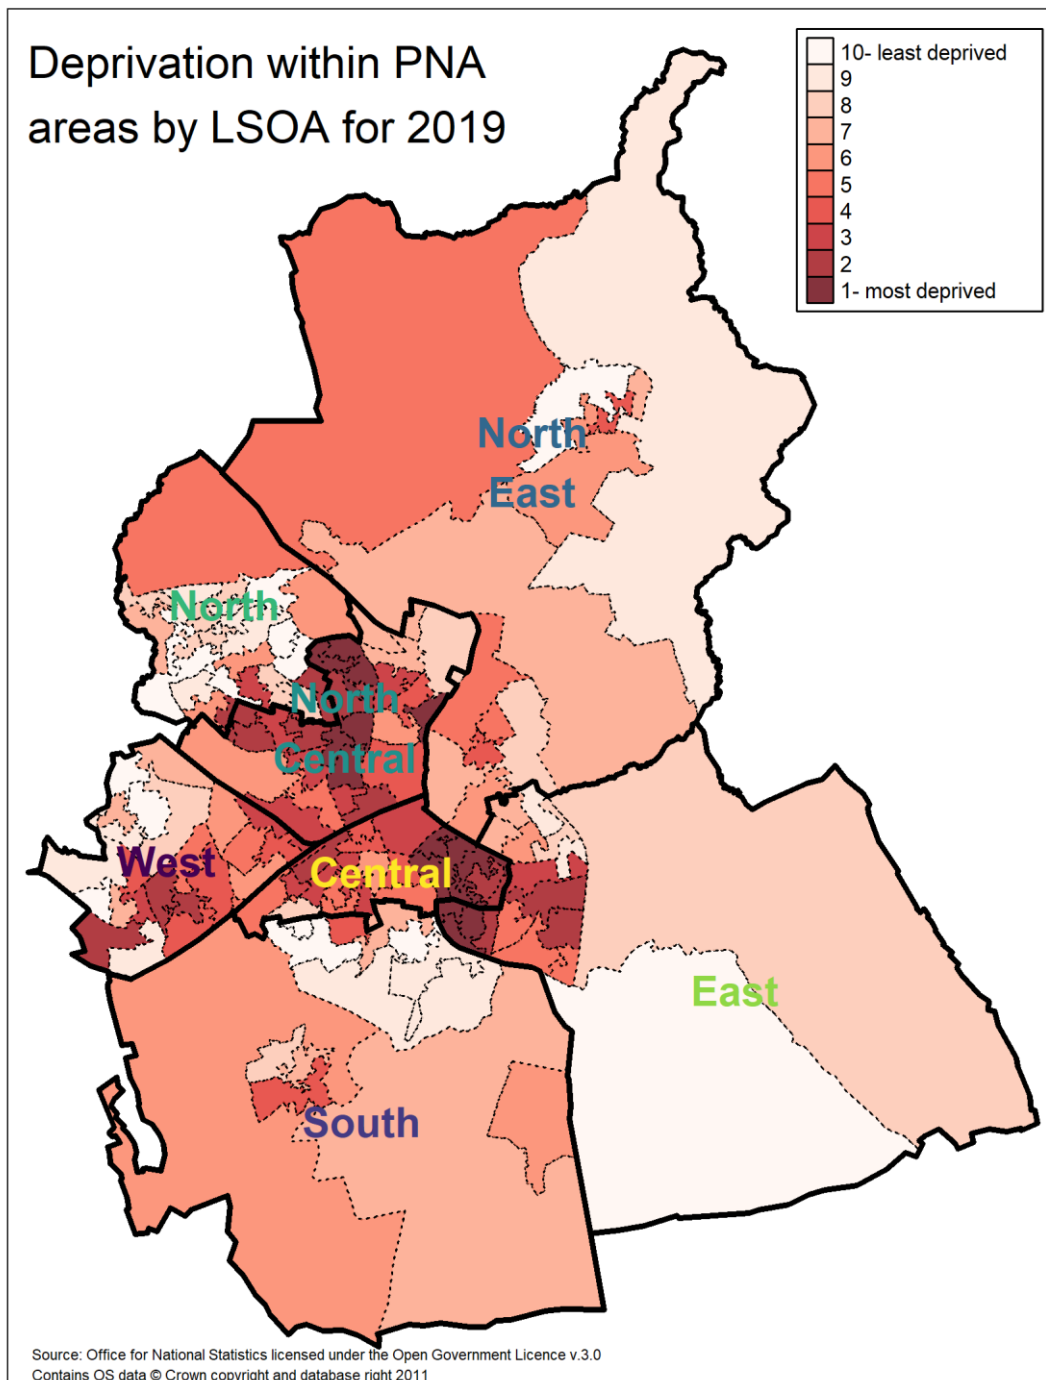 Deprivation within PNA
areas by LSOA for 2019
10- least deprived
9
8
7
6
5
4
3
2
1- most deprived
North
East
North
North
Central
West
Central
East
South
Source: Office for National Statistics licensed under the Open Government Licence v.3.0
Contains OS data © Crown copyright and database right 2011